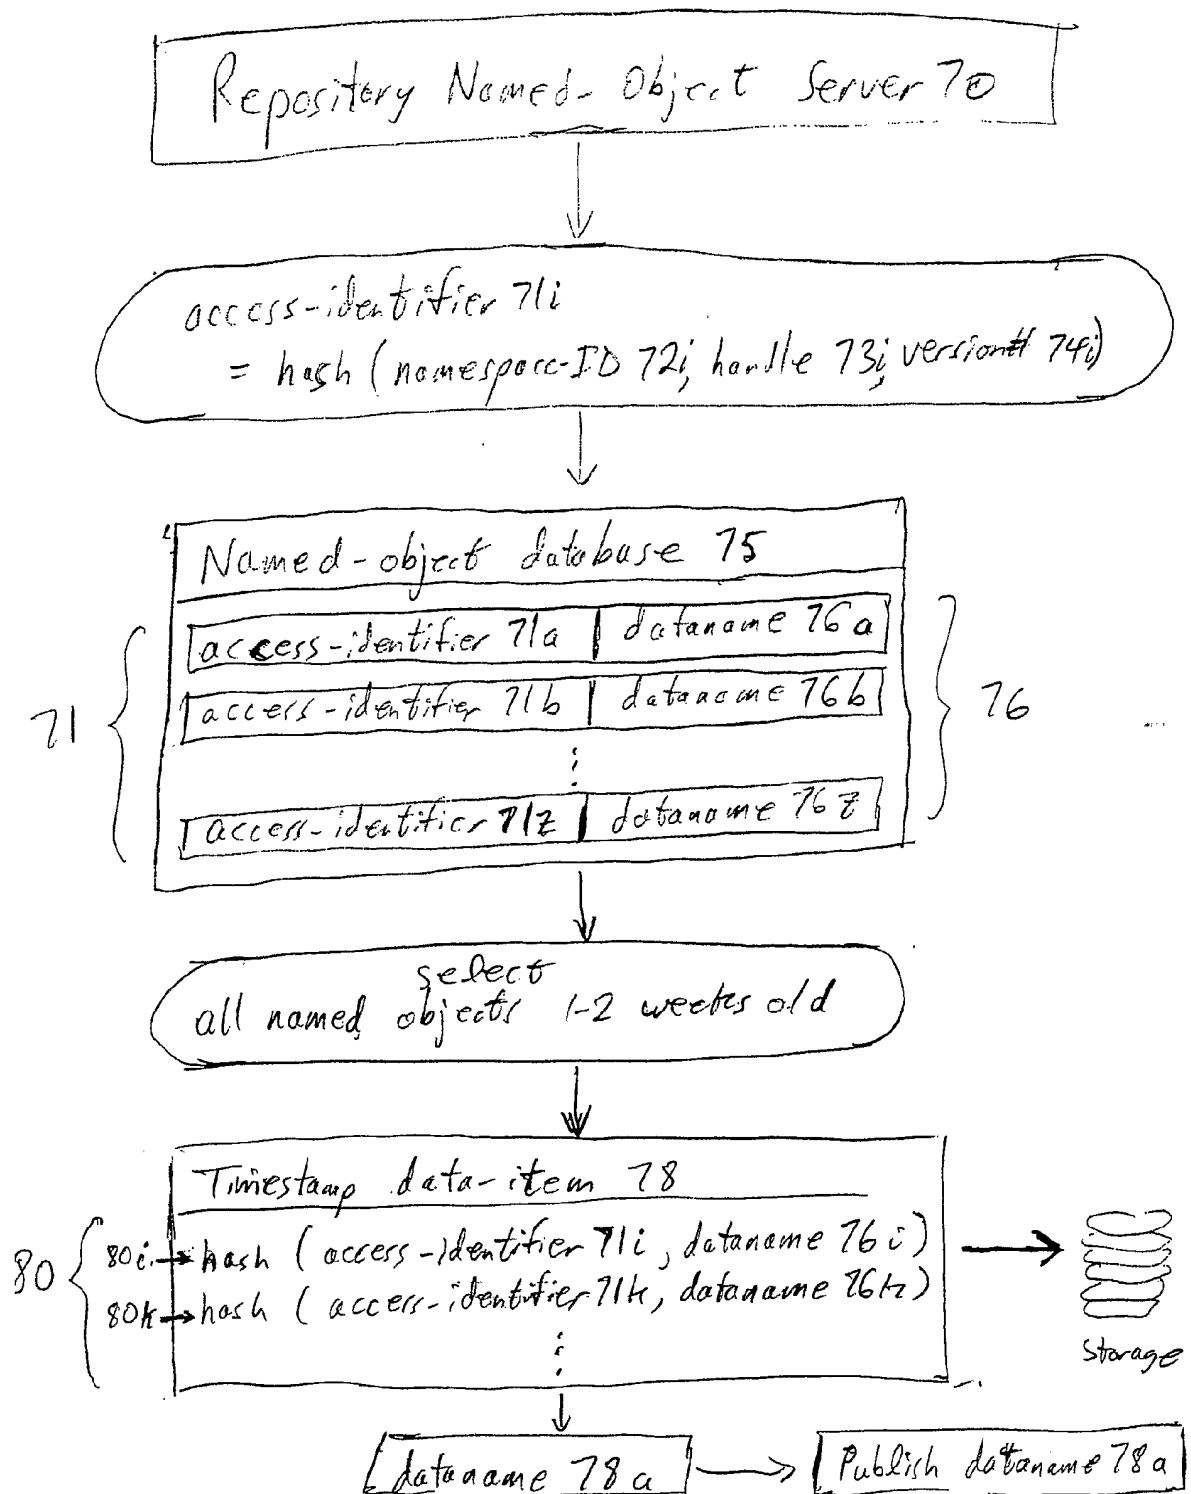 Repository Named-Object Server 70
access-identifier 71i
= hash (namespace-ID 72i, handle 73i, version# 74i)
Named-object database 75
access-identifier 71a | dataname 76a
access-identifier 71b | dataname 76b
71
76
access-identifier 71z | dataname 76z
select
all named objects 1-2 weeks old
Timestamp data-item 78
80
80i → hash (access-identifier 71i, dataname 76i)
80k → hash (access-identifier 71k, dataname 76k)
Storage
dataname 78a
Publish dataname 78a